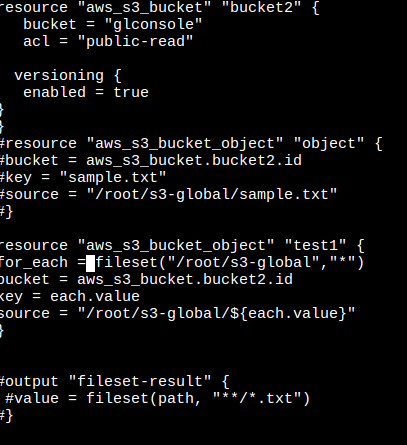 resource "aws_s3_bucket" "bucket2" {
bucket = "glconsole"
acl = "public-read"
versioning {
enabled = true
}
}
#resource "aws_s3_bucket_object" "object" {
#bucket = aws_s3_bucket.bucket2.id
#key = "sample.txt"
#source = "/root/s3-global/sample.txt"
#}
resource "aws_s3_bucket_object" "test1" {
for_each = fileset("/root/s3-global","*")
bucket = aws_s3_bucket.bucket2.id
key = each.value
source = "/root/s3-global/${each.value}"
}
#output "fileset-result" {
#value = fileset(path, "**/*.txt")
#}